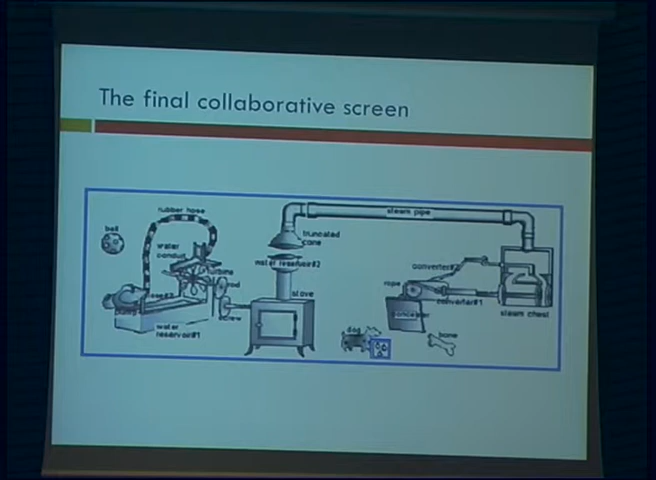 The final collaborative screen
rubber hose
steam pipe
ball
truncated
cone
water
conduit
water reservoir#2
turbine
converter#2
rod
rope
stove
converter#1
screw
steam chest
water
reservoir#1
dog
bone